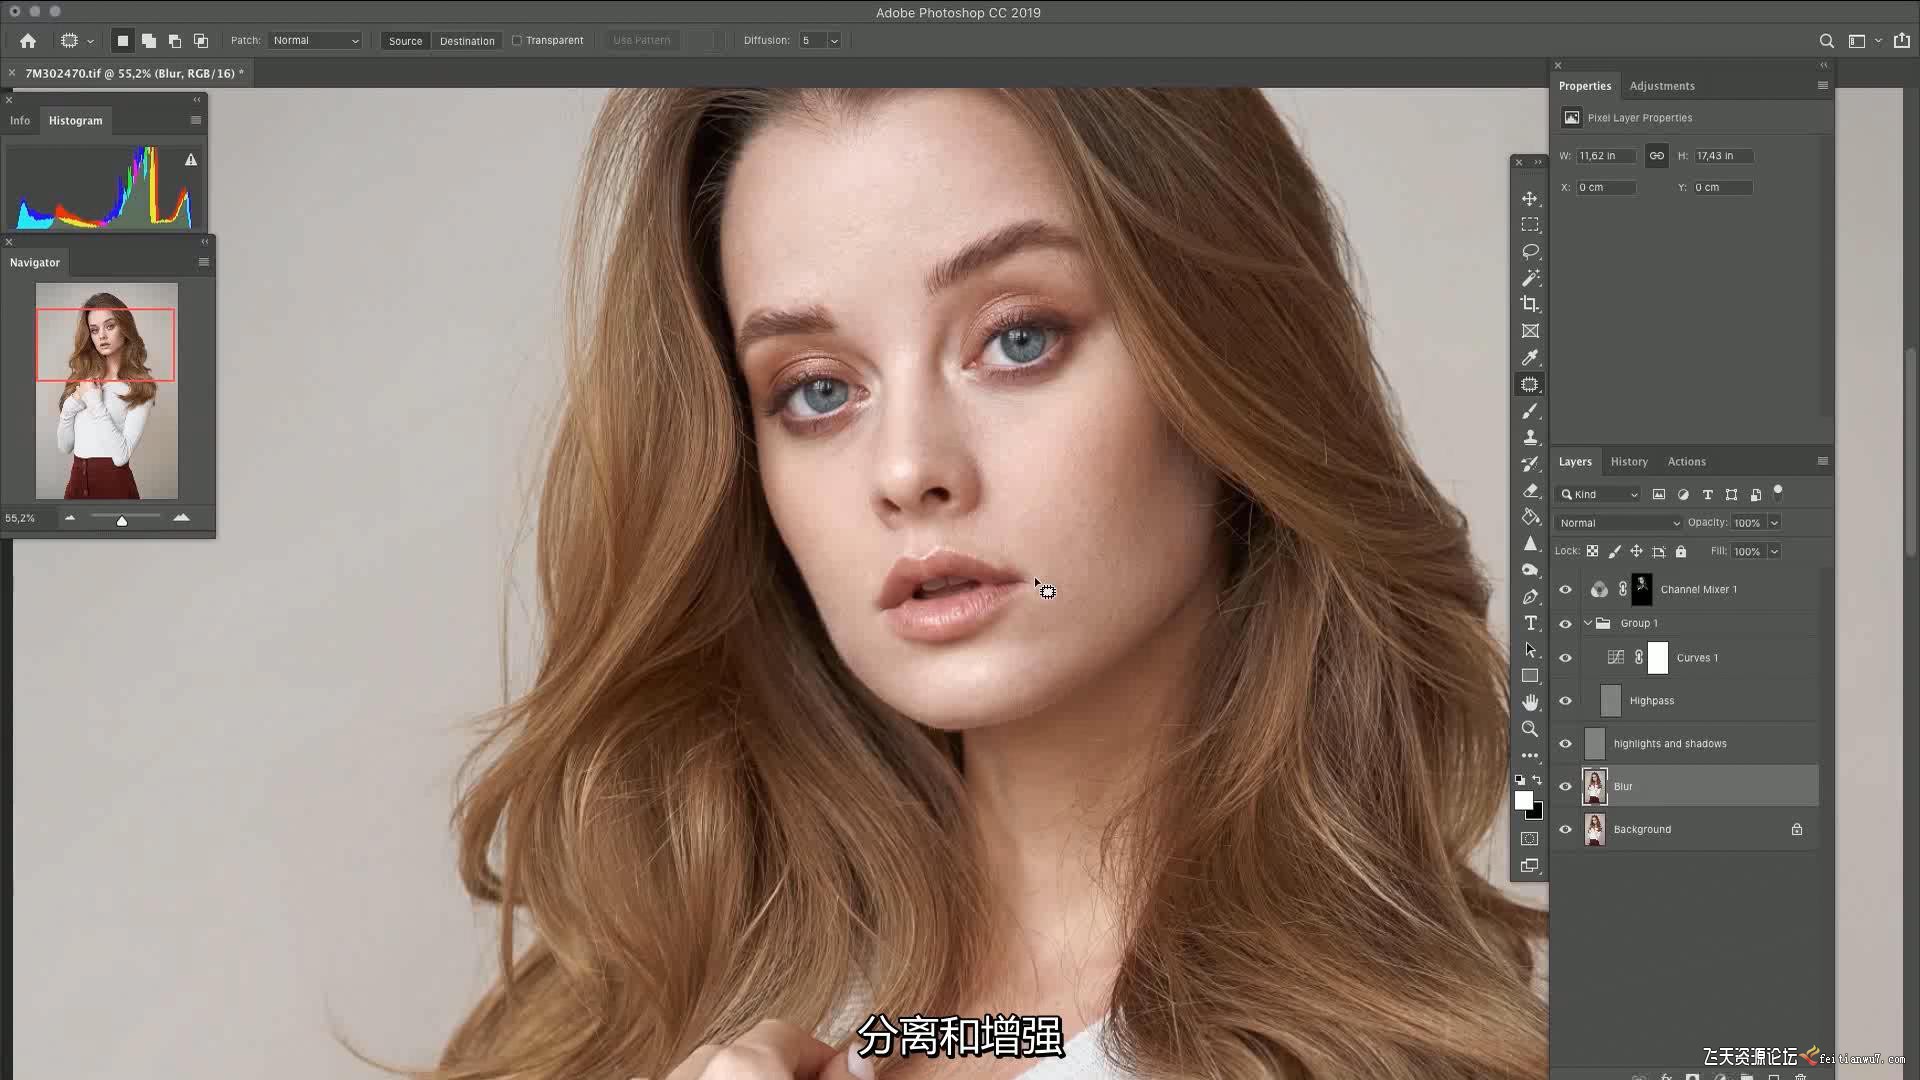 Adobe Photoshop CC 2019
Patch: Normal Source Destination Transparent Use Pattern Diffusion: 5
7M302470.tif @ 55,2% (Blur, RGB/16) *
Info Histogram
Navigator
55,2%
Properties Adjustments
Pixel Layer Properties
W: 11,62 in H: 17,43 in
X: 0 cm Y: 0 cm
Layers History Actions
Kind
Normal Opacity: 100%
Lock: Fill: 100%
Channel Mixer 1
Group 1
Curves 1
Highpass
highlights and shadows
Blur
Background
分离和增强
飞天资源论坛 feitianwu7.com